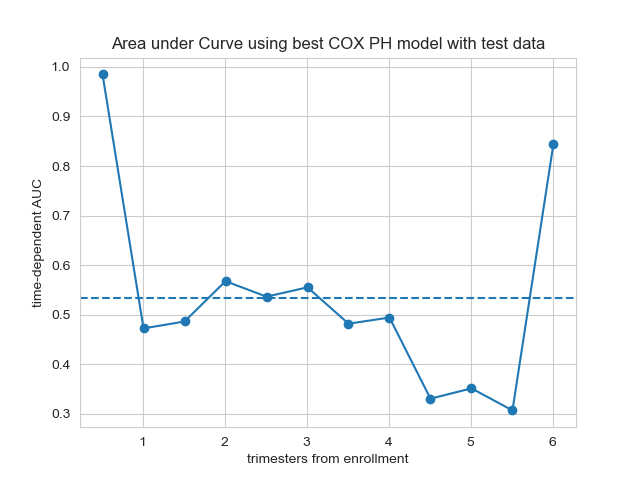 Area under Curve using best COX PH model with test data
time-dependent AUC
1.0
0.9
0.8
0.7
0.6
0.5
0.4
0.3
1 2 3 4 5 6
trimesters from enrollment